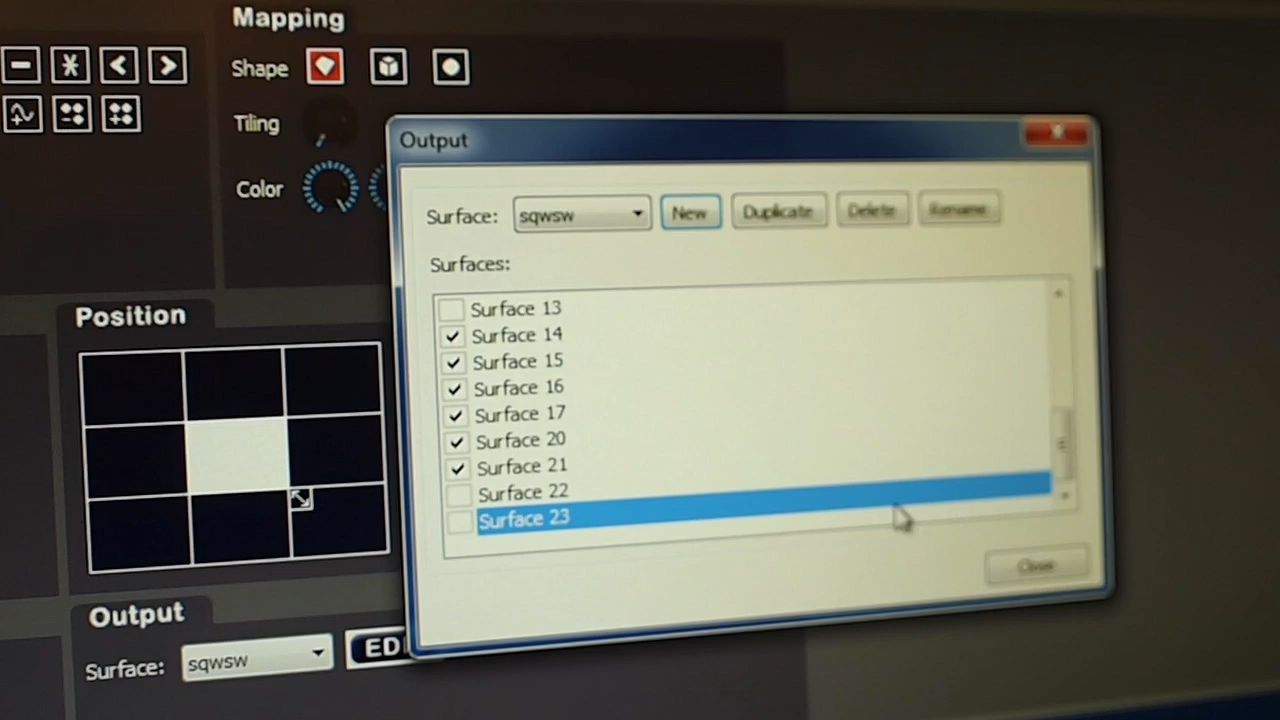 Mapping
Shape
Tiling
Color
Output
Surface: sqwsw New Duplicate Delete Rename
Surfaces:
Surface 13
Surface 14
Surface 15
Surface 16
Surface 17
Surface 20
Surface 21
Surface 22
Surface 23
Close
Position
Output
Surface: sqwsw EDI